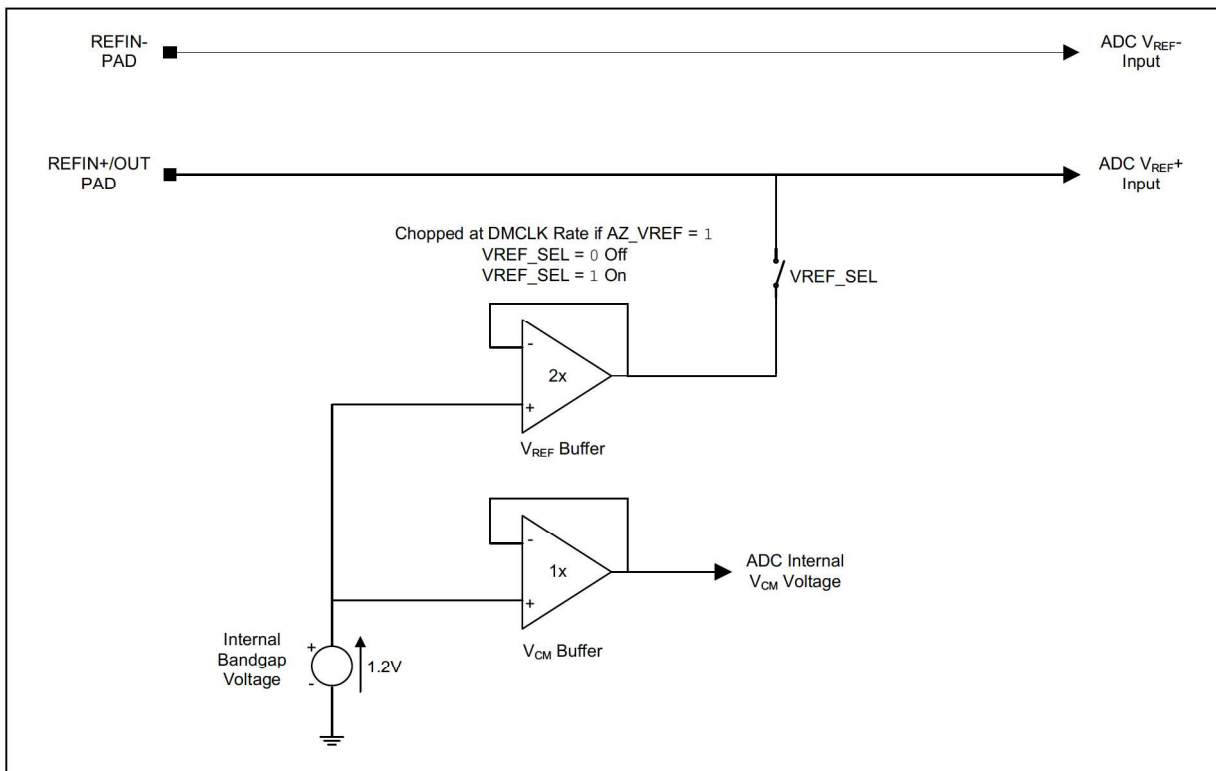 REFIN-
PAD
ADC VREF-
Input
REFIN+/OUT
PAD
ADC VREF+
Input
Chopped at DMCLK Rate if AZ_VREF = 1
VREF_SEL = 0 Off
VREF_SEL = 1 On
VREF_SEL
-
2x
+
VREF Buffer
-
1x
+
ADC Internal
VCM Voltage
VCM Buffer
Internal
Bandgap
Voltage
+
-
1.2V